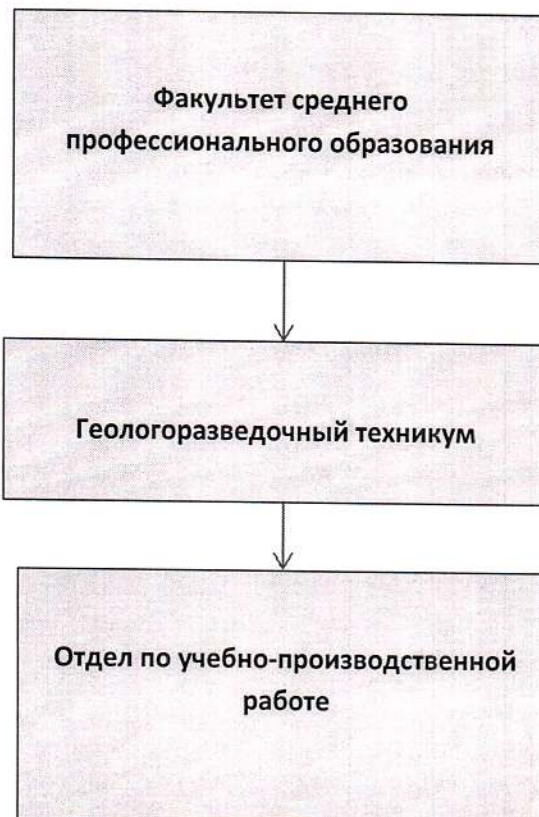 Факультет среднего
профессионального образования
Геологоразведочный техникум
Отдел по учебно-производственной
работе